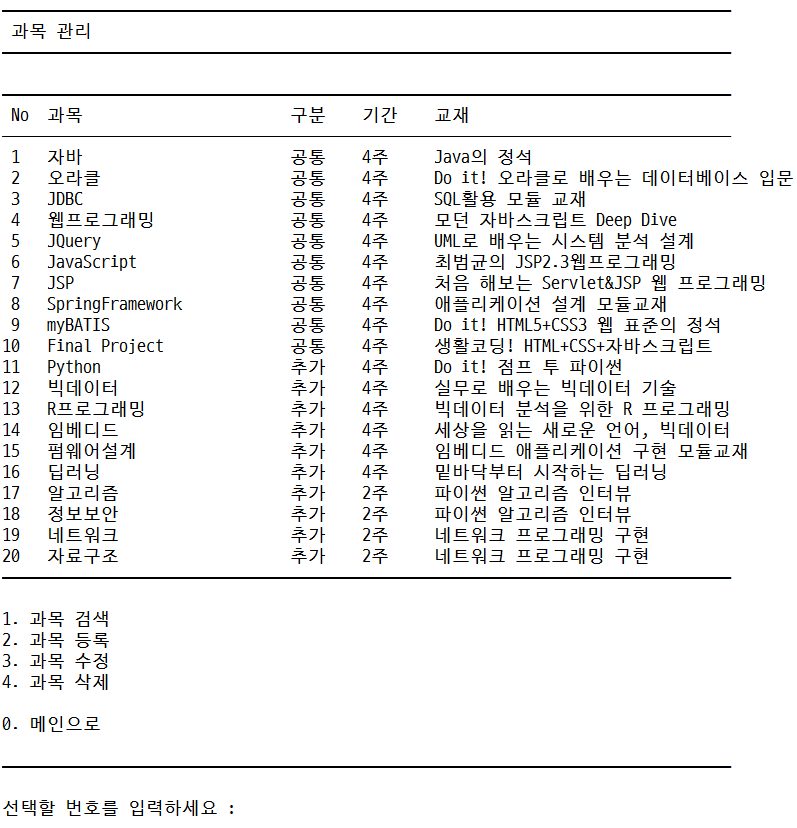 과목 관리
No 과목 구분 기간 교재
1 자바 공통 4주 Java의 정석
2 오라클 공통 4주 Do it! 오라클로 배우는 데이터베이스 입문
3 JDBC 공통 4주 SQL활용 모듈 교재
4 웹프로그래밍 공통 4주 모던 자바스크립트 Deep Dive
5 JQuery 공통 4주 UML로 배우는 시스템 분석 설계
6 JavaScript 공통 4주 최범균의 JSP2.3웹프로그래밍
7 JSP 공통 4주 처음 해보는 Servlet&JSP 웹 프로그래밍
8 SpringFramework 공통 4주 애플리케이션 설계 모듈교재
9 myBATIS 공통 4주 Do it! HTML5+CSS3 웹 표준의 정석
10 Final Project 공통 4주 생활코딩! HTML+CSS+자바스크립트
11 Python 추가 4주 Do it! 점프 투 파이썬
12 빅데이터 추가 4주 실무로 배우는 빅데이터 기술
13 R프로그래밍 추가 4주 빅데이터 분석을 위한 R 프로그래밍
14 임베디드 추가 4주 세상을 읽는 새로운 언어, 빅데이터
15 펌웨어설계 추가 4주 임베디드 애플리케이션 구현 모듈교재
16 딥러닝 추가 4주 밑바닥부터 시작하는 딥러닝
17 알고리즘 추가 2주 파이썬 알고리즘 인터뷰
18 정보보안 추가 2주 파이썬 알고리즘 인터뷰
19 네트워크 추가 2주 네트워크 프로그래밍 구현
20 자료구조 추가 2주 네트워크 프로그래밍 구현
1. 과목 검색
2. 과목 등록
3. 과목 수정
4. 과목 삭제
0. 메인으로
선택할 번호를 입력하세요 :